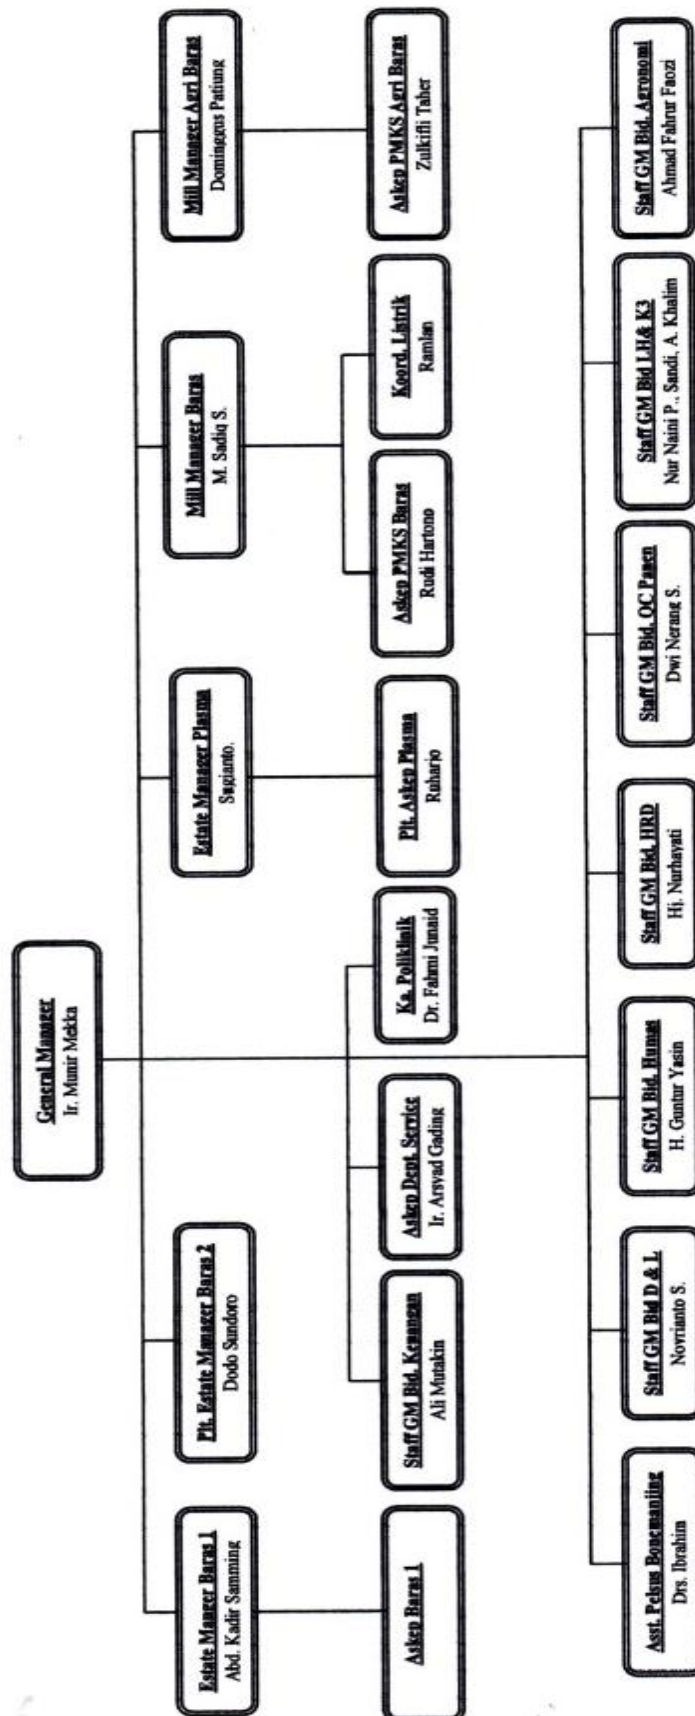 General Manager
Ir. Munir Mekka
Estate Manger Baras 1
Abd. Kadir Samming
Plt. Estate Manager Baras 2
Dodo Sundoro
Estate Manager Plasma
Sugianto.
Mill Manager Baras
M. Sadiq S.
Mill Manager Agri Baras
Dominggus Patiung
Askep Baras 1
Staff GM Bid. Keuangan
Ali Mutakin
Askep Dept. Service
Ir. Arsyad Gading
Ka. Poliklinik
Dr. Fahmi Junaid
Plt. Askep Plasma
Ruharjo
Askep PMKS Baras
Rudi Hartono
Koord. Listrik
Ramlan
Askep PMKS Agri Baras
Zulkifli Taher
Asst. Pelsus Bonemanjing
Drs. Ibrahim
Staff GM Bid D & L
Novrianto S.
Staff GM Bid. Humas
H. Guntur Yasin
Staff GM Bid. HRD
Hj. Nurhayati
Staff GM Bid. QC Panen
Dwi Nerang S.
Staff GM Bid LH& K3
Nur Naini P., Sandi, A. Khalim
Staff GM Bid. Agronomi
Ahmad Fahrur Faozi